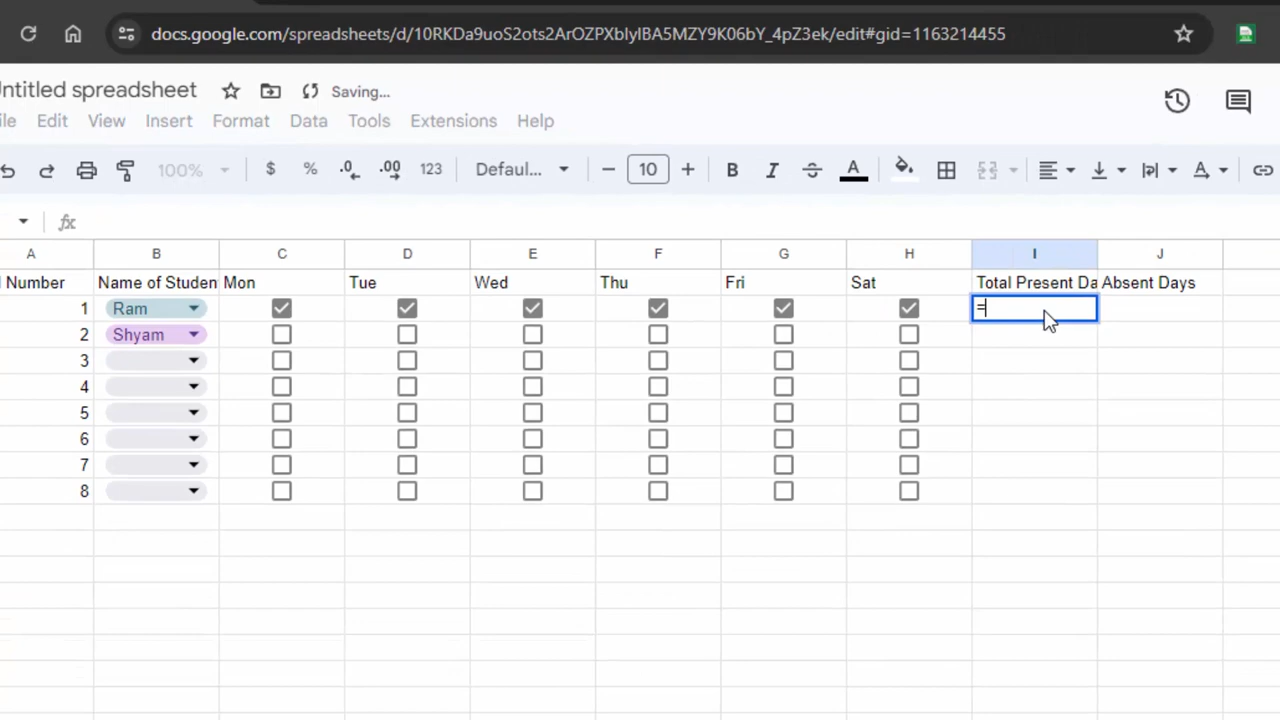 docs.google.com/spreadsheets/d/10RKDa9uoS2ots2ArOZPXbIyIBA5MZY9K06bY_4pZ3ek/edit#gid=1163214455
ntitled spreadsheet Saving...
ile Edit View Insert Format Data Tools Extensions Help
100% $ % .0 .00 123 Defaul... − 10 + B I A
fx
A B C D E F G H I J
Number Name of Studen Mon Tue Wed Thu Fri Sat Total Present Da Absent Days
1 Ram =
2 Shyam
3
4
5
6
7
8